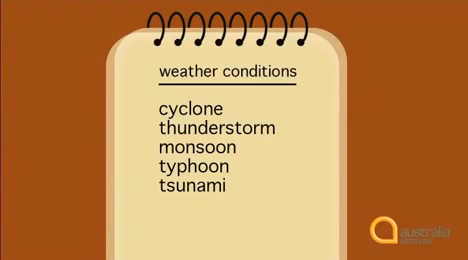 weather conditions
cyclone
thunderstorm
monsoon
typhoon
tsunami
australia